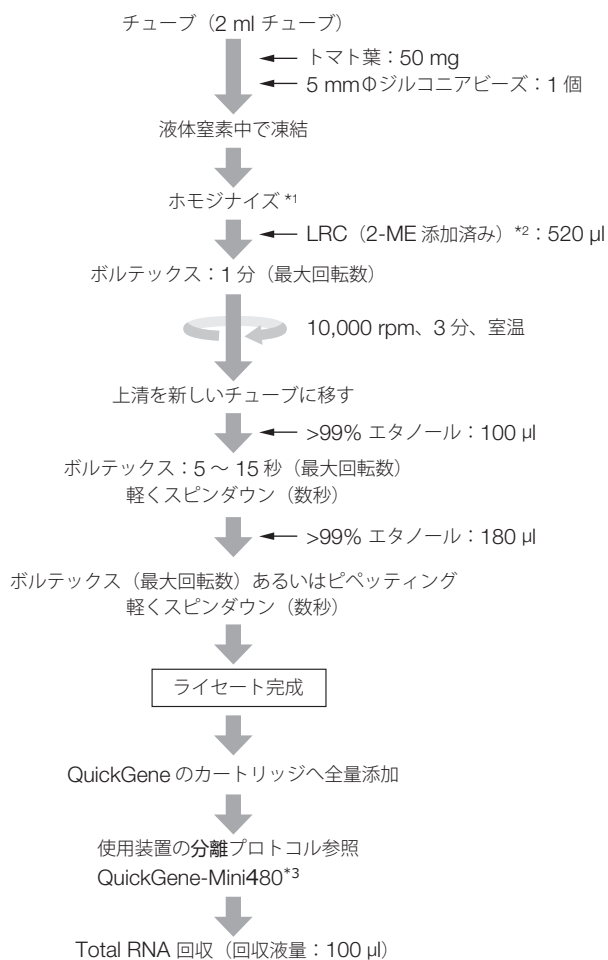 チューブ（2 ml チューブ）
トマト葉：50 mg
5 mmΦジルコニアビーズ：1 個
液体窒素中で凍結
ホモジナイズ *1
LRC（2-ME 添加済み）*2：520 μl
ボルテックス：1 分（最大回転数）
10,000 rpm、3 分、室温
上清を新しいチューブに移す
>99% エタノール：100 μl
ボルテックス：5 ～ 15 秒（最大回転数）
軽くスピンダウン（数秒）
>99% エタノール：180 μl
ボルテックス（最大回転数）あるいはピペッティング
軽くスピンダウン（数秒）
ライセート完成
QuickGene のカートリッジへ全量添加
使用装置の分離プロトコル参照
QuickGene-Mini480*3
Total RNA 回収（回収液量：100 μl）